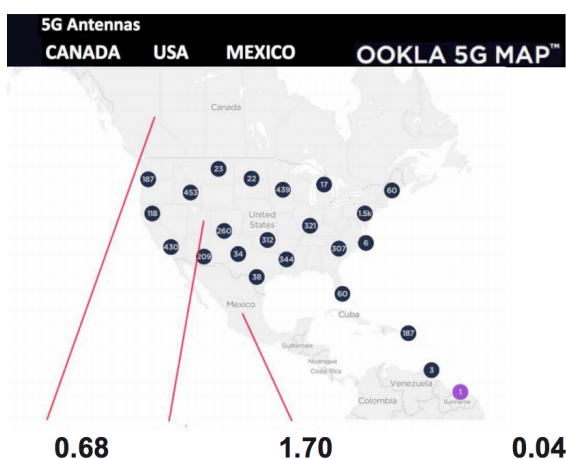 5G Antennas
CANADA USA MEXICO OOKLA 5G MAP™
Canada
23
187 22 17
453 439 60
118 United States 1.5k
260 321
430 312 307 6
209 34 344
38
60
Mexico
Cuba
187
Guatemala
Nicaragua
Costa Rica
3
Venezuela 1
Colombia Suriname
0.68 1.70 0.04